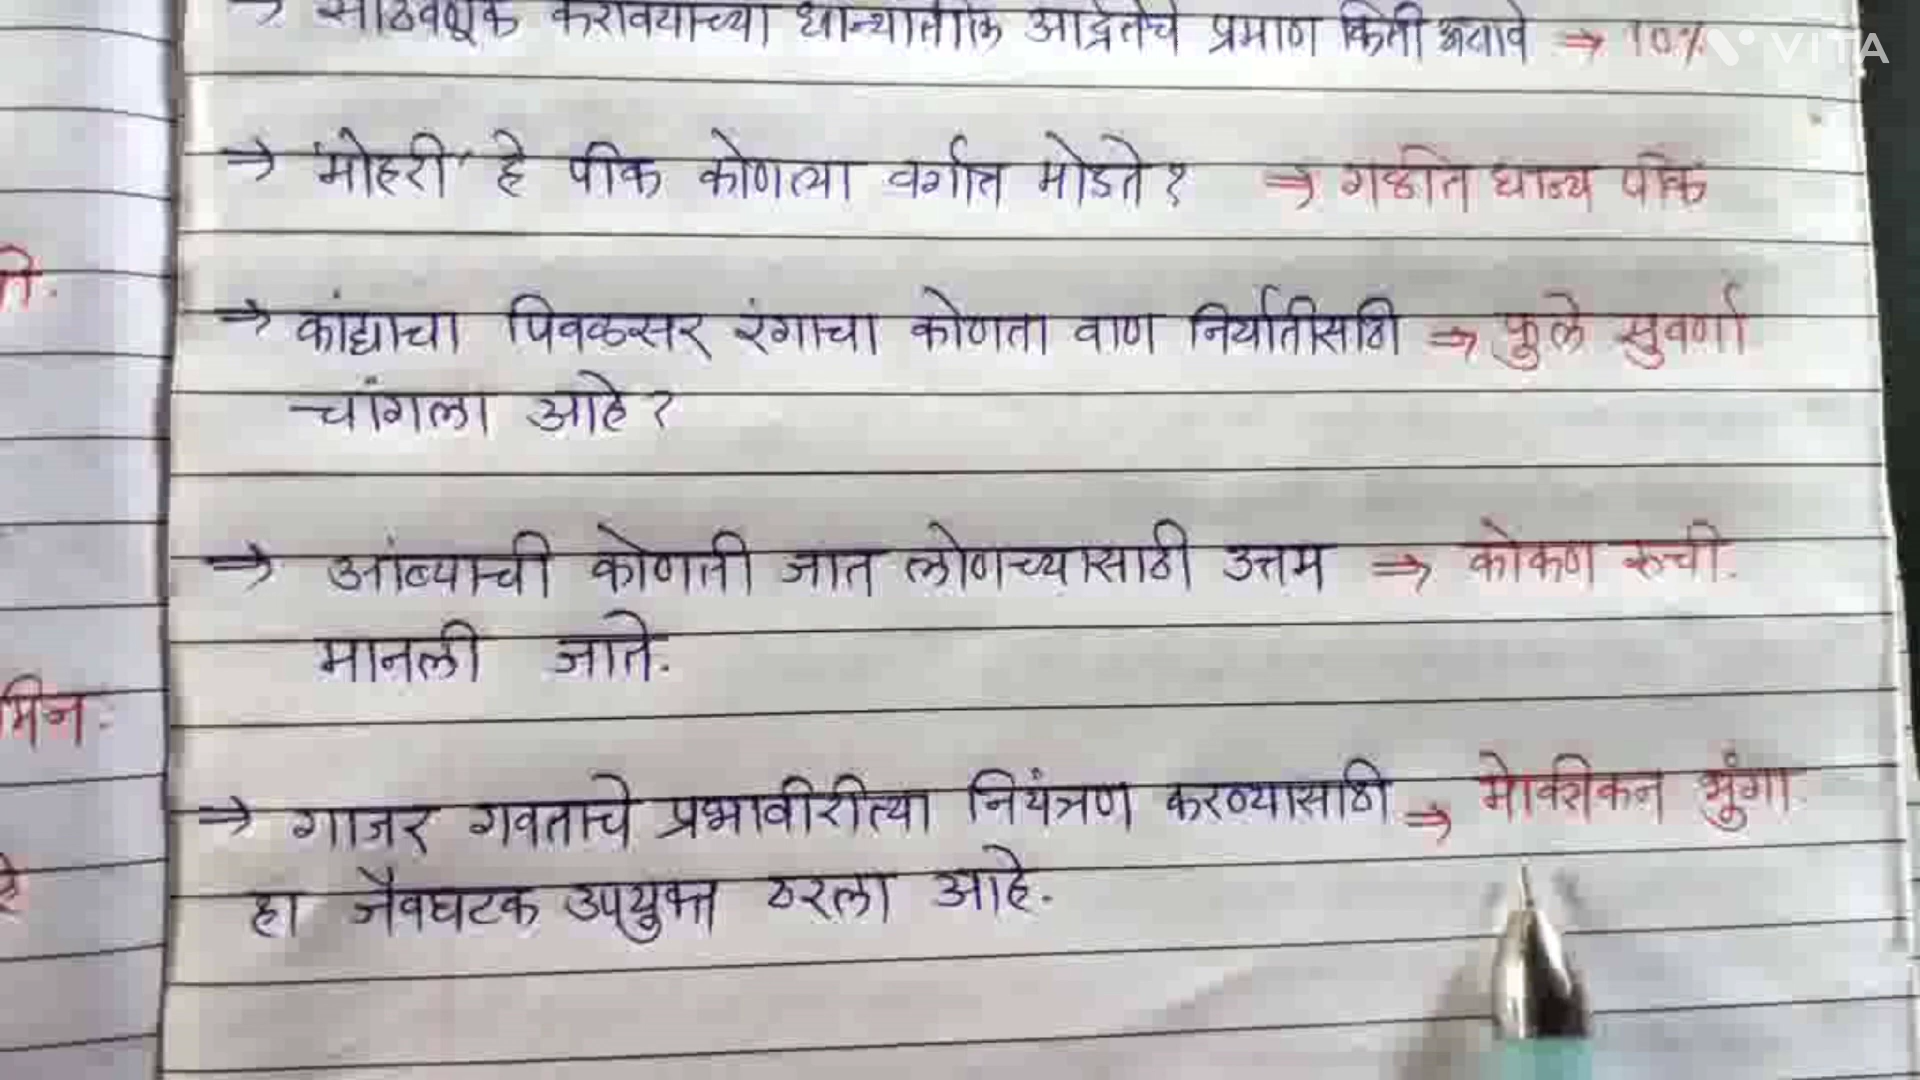 → साठवणूक करावयाच्या धान्यातील आद्रतेचे प्रमाण किती असावे ⇒ 10%
VITA
⇒ "मोहरी" हे पीक कोणत्या वर्गात मोडते ? ⇒ गळीत धान्य पीक
⇒ कांद्याचा पिवळसर रंगाचा कोणता वाण निर्यातीसाठी ⇒ फुले सुवर्णा
चांगला आहे ?
ते.
⇒ आंब्याची कोणती जात लोणच्यासाठी उत्तम ⇒ कोकण रूची.
मानली जाते.
मिन.
⇒ गाजर गवताचे प्रभावीरीत्या नियंत्रण करण्यासाठी ⇒ मेक्सिकन भुंगा.
हा जैवघटक उपयुक्त ठरला आहे.